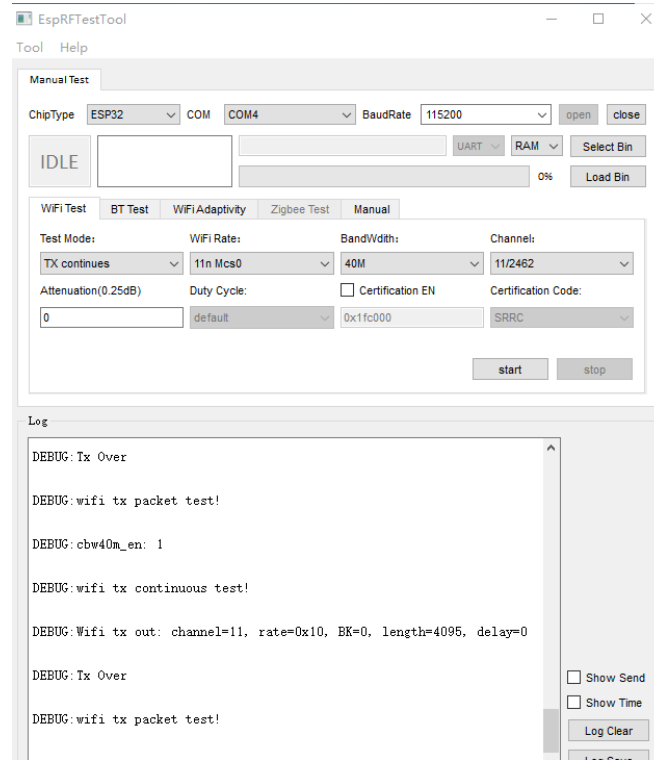 EspRFTestTool
Tool Help
Manual Test
ChipType ESP32 COM COM4 BaudRate 115200 open close
IDLE UART RAM Select Bin
0% Load Bin
WiFi Test BT Test WiFi Adaptivity Zigbee Test Manual
Test Mode: WiFi Rate: BandWdith: Channel:
TX continues 11n Mcs0 40M 11/2462
Attenuation(0.25dB) Duty Cycle: Certification EN Certification Code:
0 default 0x1fc000 SRRC
start stop
Log
DEBUG:Tx Over
DEBUG:wifi tx packet test!
DEBUG:cbw40m_en: 1
DEBUG:wifi tx continuous test!
DEBUG:Wifi tx out: channel=11, rate=0x10, BK=0, length=4095, delay=0
DEBUG:Tx Over
Show Send
Show Time
DEBUG:wifi tx packet test!
Log Clear
Log Save